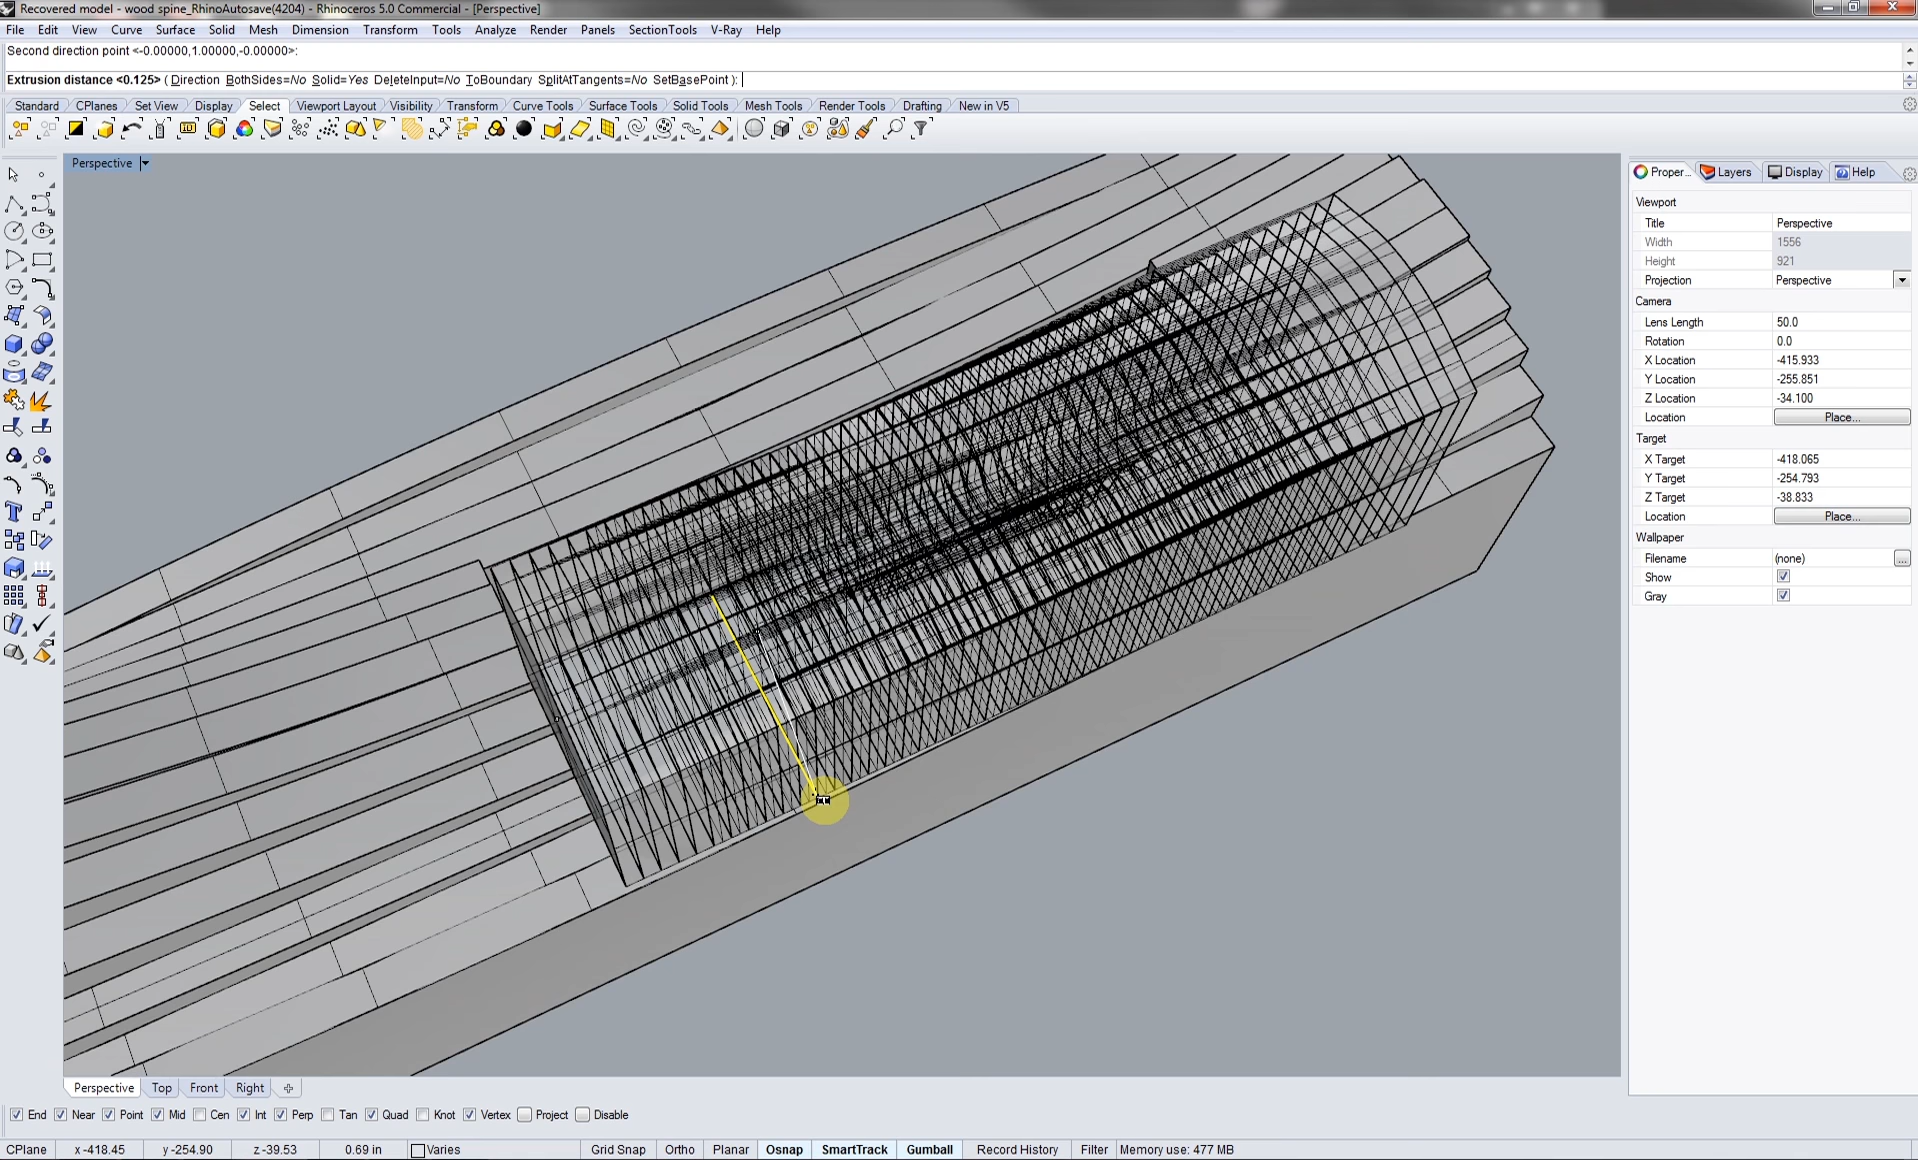 Recovered model - wood spine_RhinoAutosave(4204) - Rhinoceros 5.0 Commercial - [Perspective]
File Edit View Curve Surface Solid Mesh Dimension Transform Tools Analyze Render Panels SectionTools V-Ray Help
Second direction point <-0.00000,1.00000,-0.00000>:
Extrusion distance <0.125> ( Direction BothSides=No Solid=Yes DeleteInput=No ToBoundary SplitAtTangents=No SetBasePoint ):
Standard CPlanes Set View Display Select Viewport Layout Visibility Transform Curve Tools Surface Tools Solid Tools Mesh Tools Render Tools Drafting New in V5
Perspective
Proper... Layers Display Help
Viewport
Title Perspective
Width 1556
Height 921
Projection Perspective
Camera
Lens Length 50.0
Rotation 0.0
X Location -415.933
Y Location -255.851
Z Location -34.100
Location Place...
Target
X Target -418.065
Y Target -254.793
Z Target -38.833
Location Place...
Wallpaper
Filename (none) ...
Show
Gray
Perspective Top Front Right
End Near Point Mid Cen Int Perp Tan Quad Knot Vertex Project Disable
CPlane x -418.45 y -254.90 z -39.53 0.69 in Varies Grid Snap Ortho Planar Osnap SmartTrack Gumball Record History Filter Memory use: 477 MB